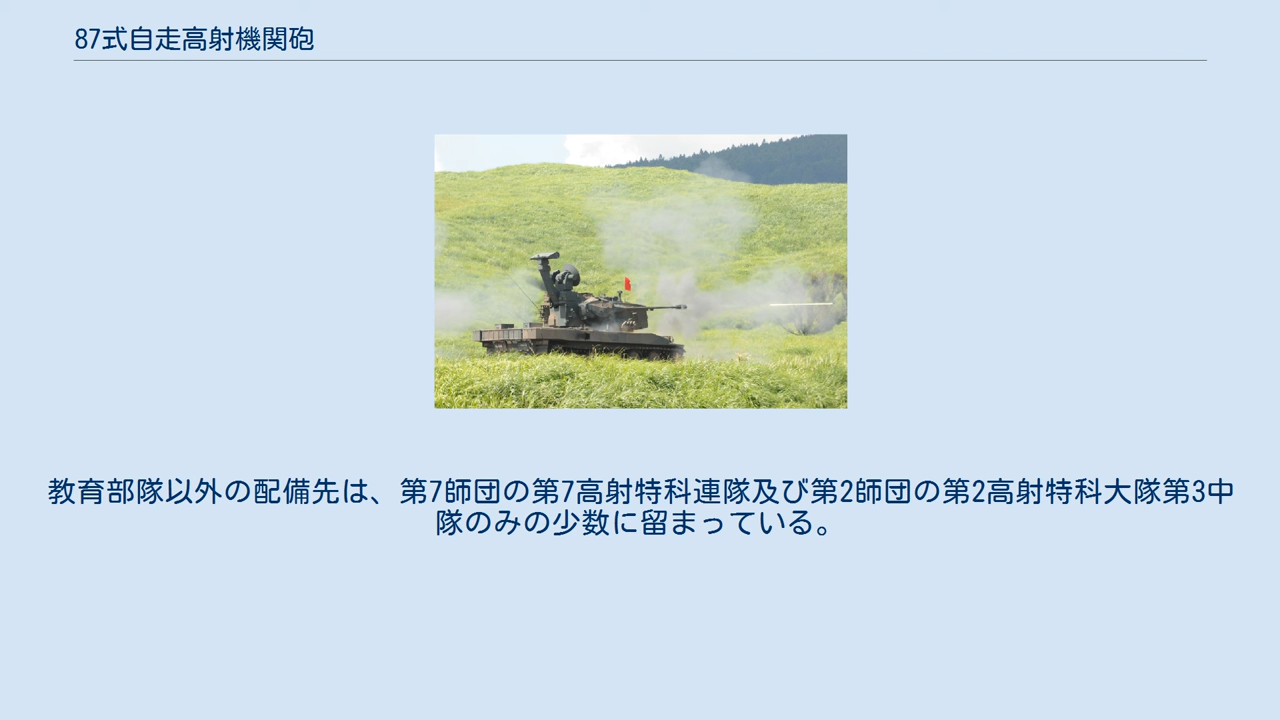 87式自走高射機関砲
教育部隊以外の配備先は、第7師団の第7高射特科連隊及び第2師団の第2高射特科大隊第3中
隊のみの少数に留まっている。